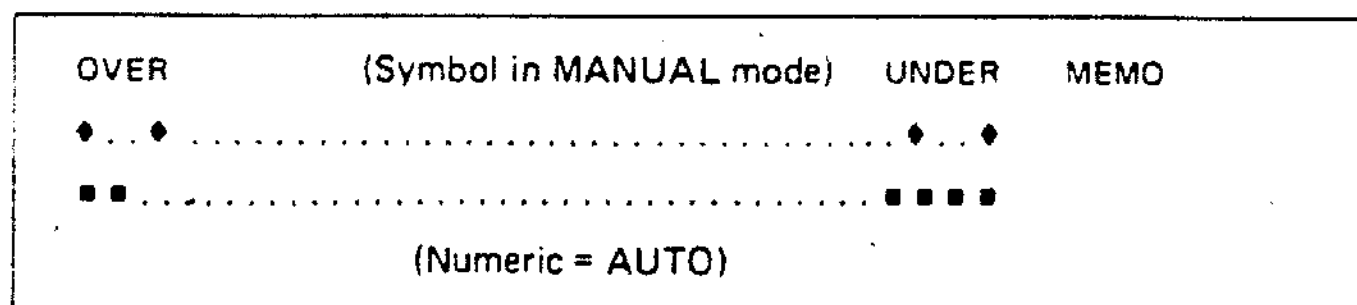 OVER (Symbol in MANUAL mode) UNDER MEMO
♦ . . ♦ . . . . . . . . . . . . . . . . . . . . . . . . . . . . . . . . . . . . . . ♦ . . ♦
■ ■ . . . . . . . . . . . . . . . . . . . . . . . . . . . . . . . . . . . . . . ■ ■ ■ ■
(Numeric = AUTO)